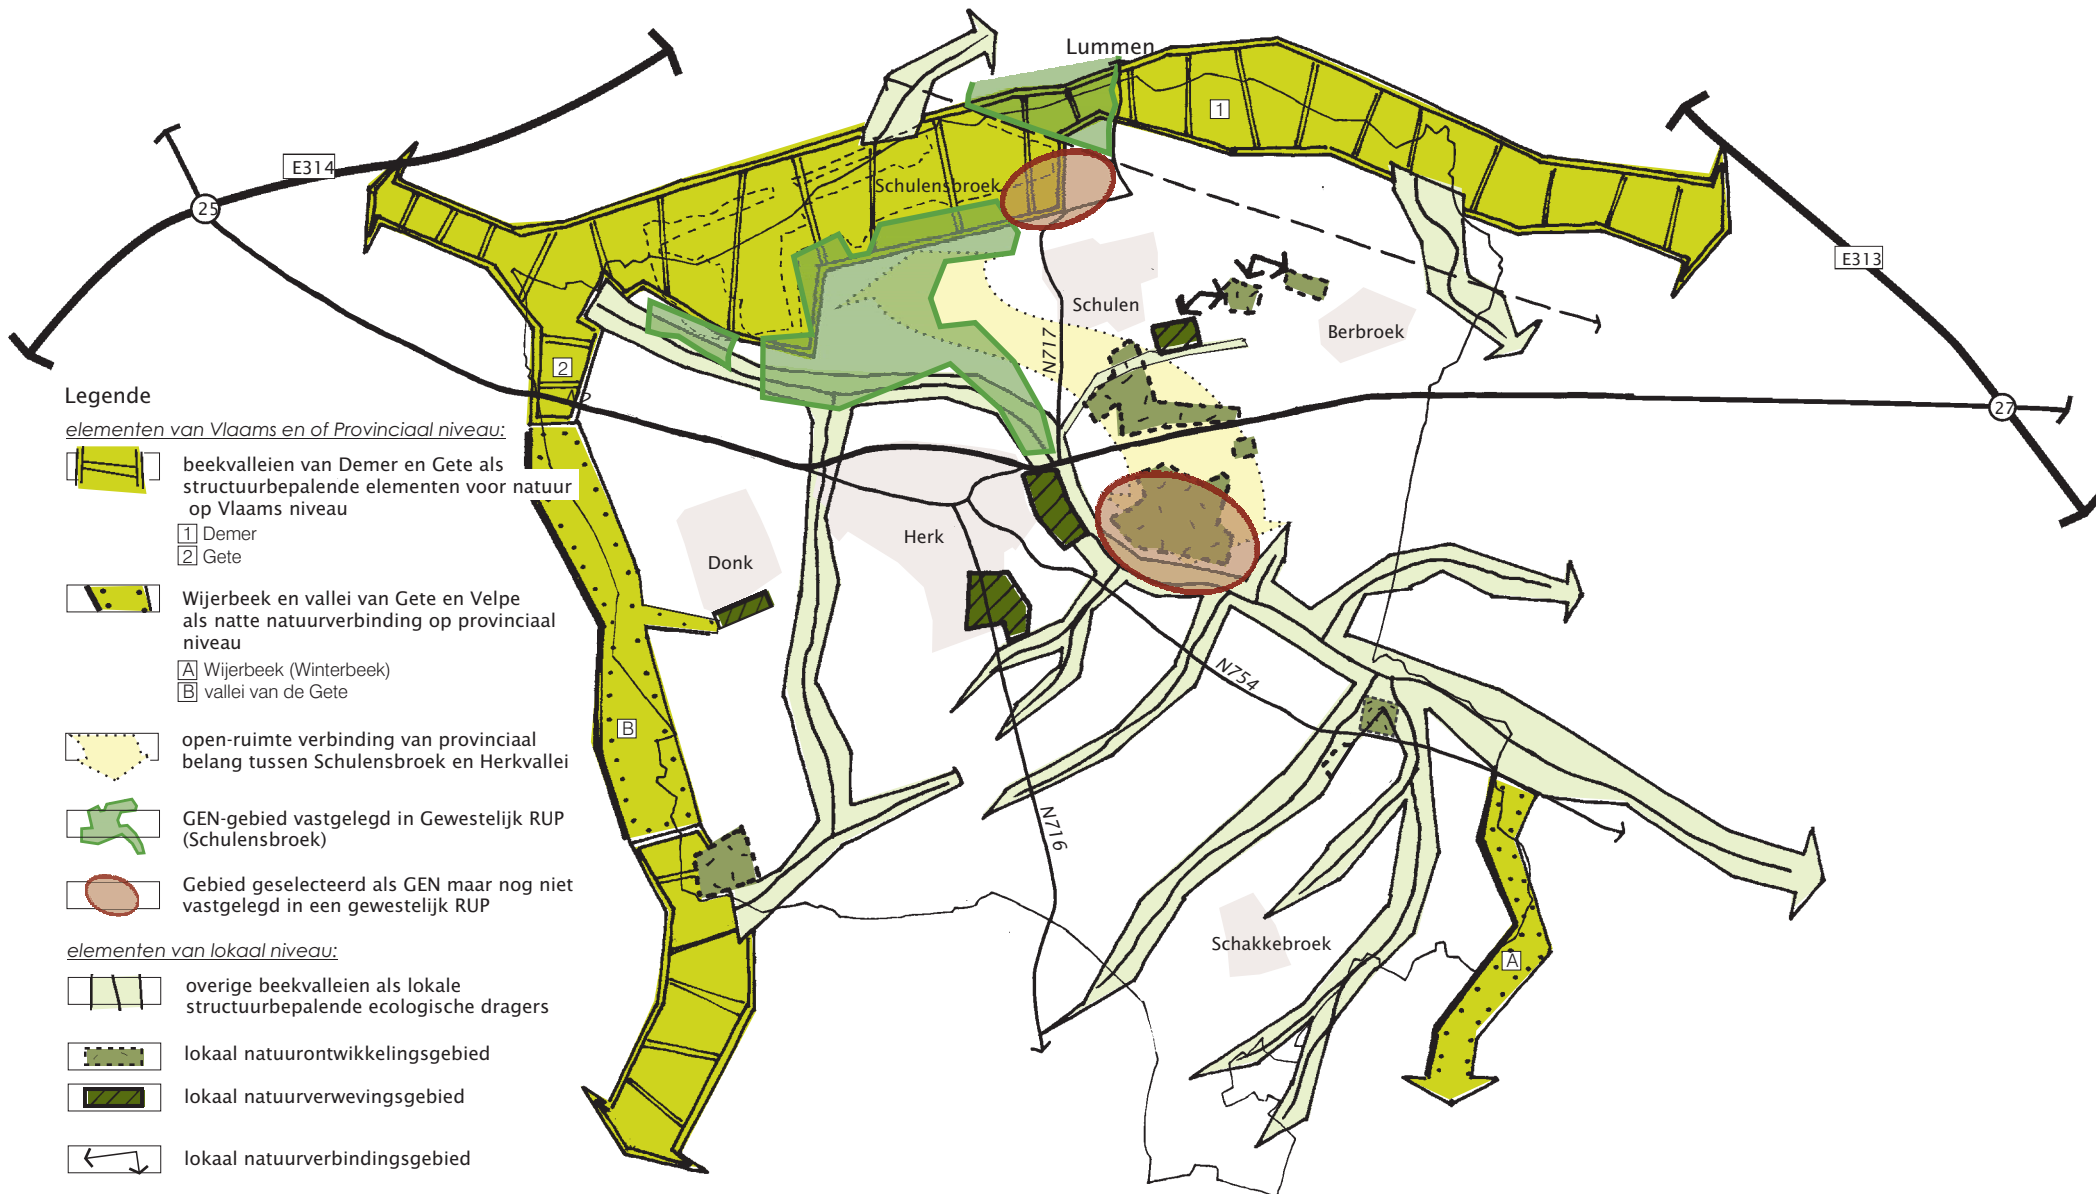 Lummen
1
E314
25
Schulensbroek
E313
Schulen
Berbroek
N717
2
27
Herk
Donk
N754
B
N716
Schakkebroek
A
Legende
elementen van Vlaams en of Provinciaal niveau:
beekvalleien van Demer en Gete als
structuurbepalende elementen voor natuur
op Vlaams niveau
1 Demer
2 Gete
Wijerbeek en vallei van Gete en Velpe
als natte natuurverbinding op provinciaal
niveau
A Wijerbeek (Winterbeek)
B vallei van de Gete
open-ruimte verbinding van provinciaal
belang tussen Schulensbroek en Herkvallei
GEN-gebied vastgelegd in Gewestelijk RUP
(Schulensbroek)
Gebied geselecteerd als GEN maar nog niet
vastgelegd in een gewestelijk RUP
elementen van lokaal niveau:
overige beekvalleien als lokale
structuurbepalende ecologische dragers
lokaal natuurontwikkelingsgebied
lokaal natuurverwevingsgebied
lokaal natuurverbindingsgebied